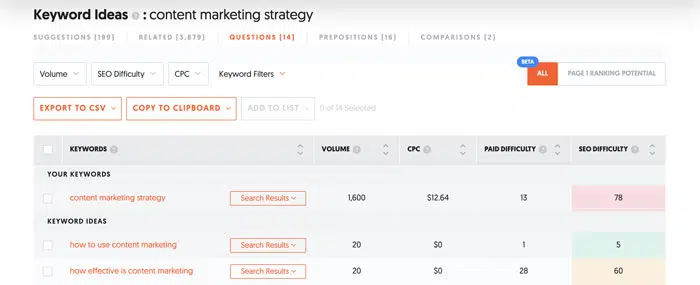 Keyword Ideas ? : content marketing strategy
SUGGESTIONS [199] RELATED [3,879] QUESTIONS [14] PREPOSITIONS [16] COMPARISONS [2]
BETA
Volume SEO Difficulty CPC Keyword Filters ALL PAGE 1 RANKING POTENTIAL
EXPORT TO CSV COPY TO CLIPBOARD ADD TO LIST 0 of 14 Selected
KEYWORDS ? VOLUME ? CPC ? PAID DIFFICULTY ? SEO DIFFICULTY ?
YOUR KEYWORDS
content marketing strategy Search Results 1,600 $12.64 13 78
KEYWORD IDEAS
how to use content marketing Search Results 20 $0 1 5
how effective is content marketing Search Results 20 $0 28 60